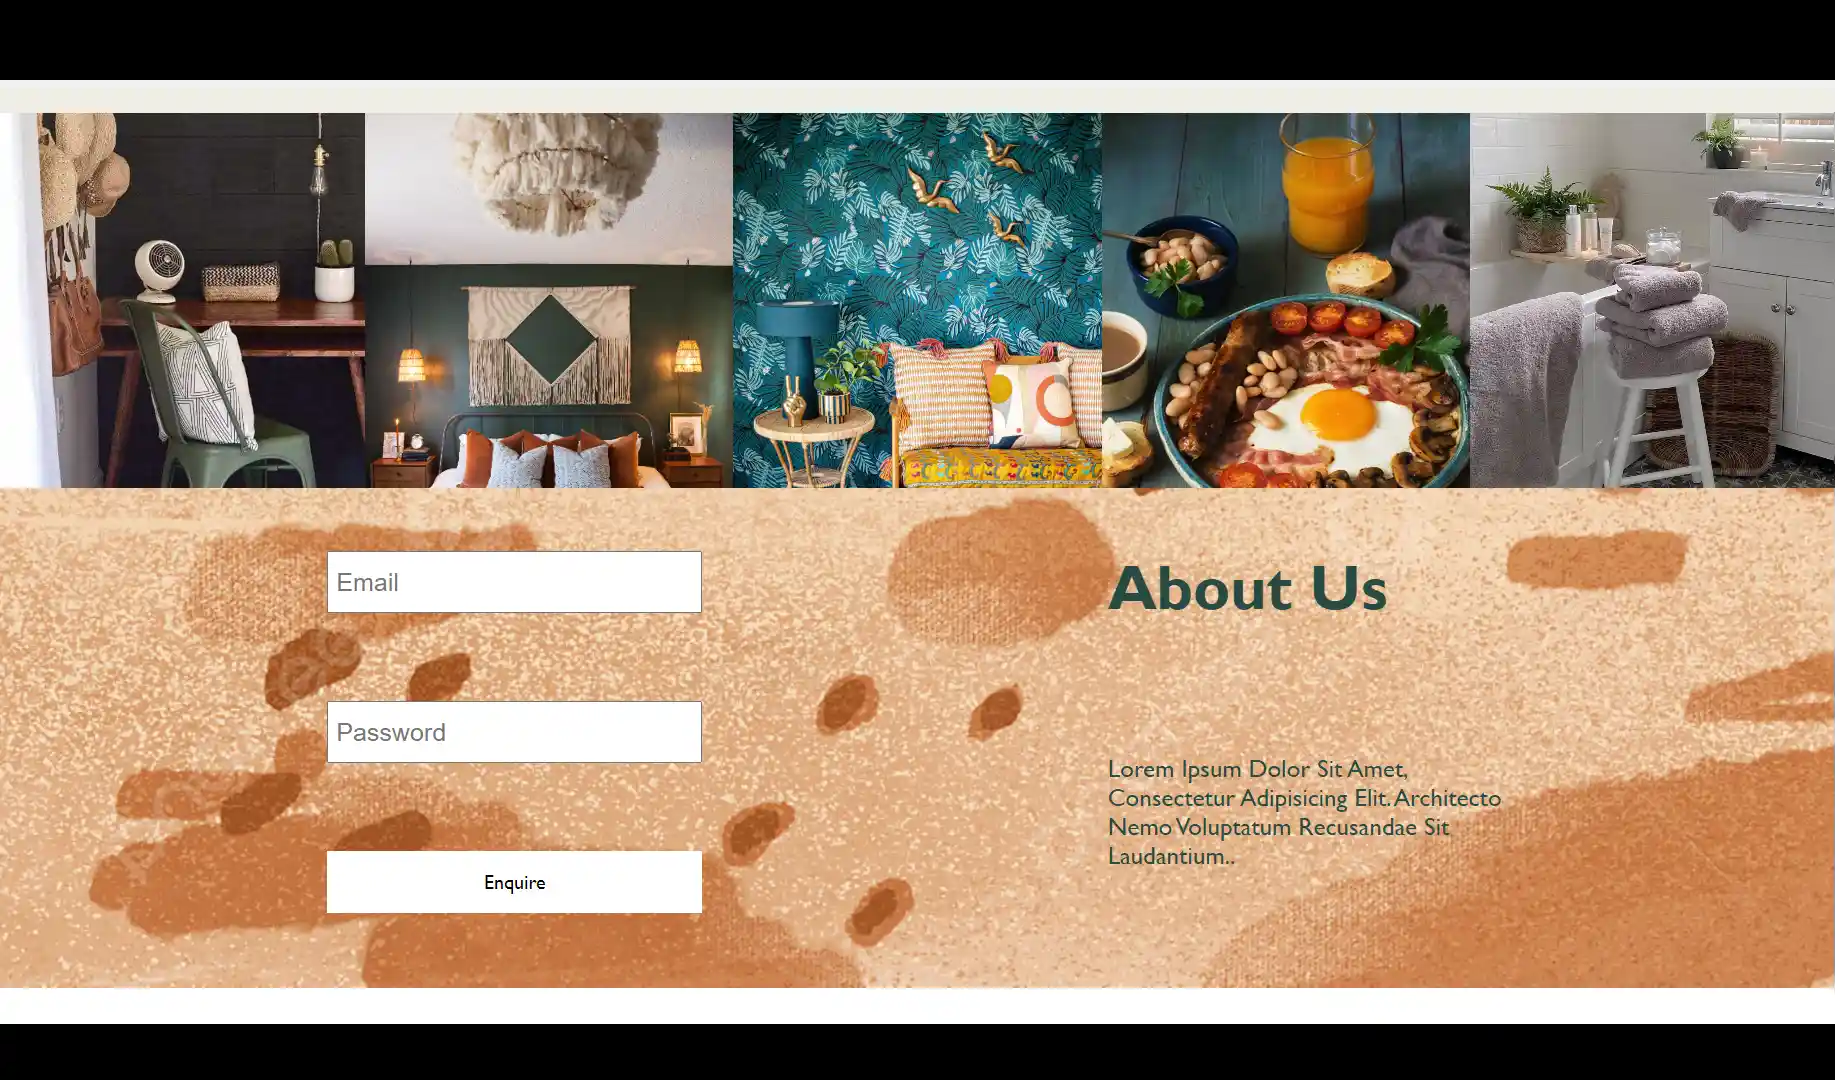 Email
Password
Enquire
About Us
Lorem Ipsum Dolor Sit Amet,
Consectetur Adipisicing Elit. Architecto
Nemo Voluptatum Recusandae Sit
Laudantium..